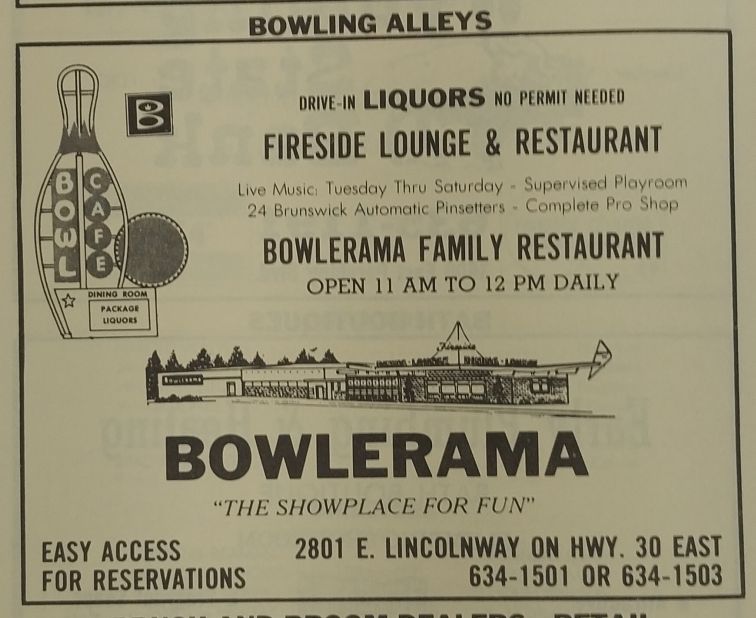 BOWLING ALLEYS
DRIVE-IN LIQUORS NO PERMIT NEEDED
FIRESIDE LOUNGE & RESTAURANT
Live Music: Tuesday Thru Saturday - Supervised Playroom
24 Brunswick Automatic Pinsetters - Complete Pro Shop
BOWLERAMA FAMILY RESTAURANT
OPEN 11 AM TO 12 PM DAILY
B
BOWL
CAFE
DINING ROOM
PACKAGE
LIQUORS
Fireside
BOWLERAMA
BOWLERAMA
"THE SHOWPLACE FOR FUN"
EASY ACCESS
FOR RESERVATIONS
2801 E. LINCOLNWAY ON HWY. 30 EAST
634-1501 OR 634-1503